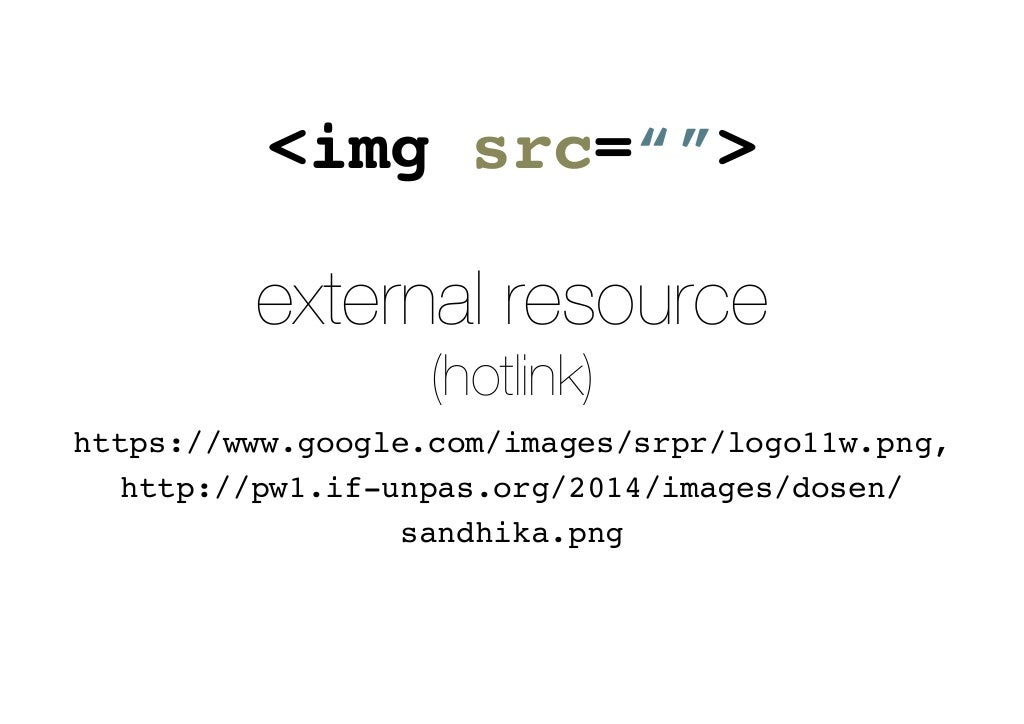 <img src=“”>
external resource
(hotlink)
https://www.google.com/images/srpr/logo11w.png,
http://pw1.if-unpas.org/2014/images/dosen/
sandhika.png